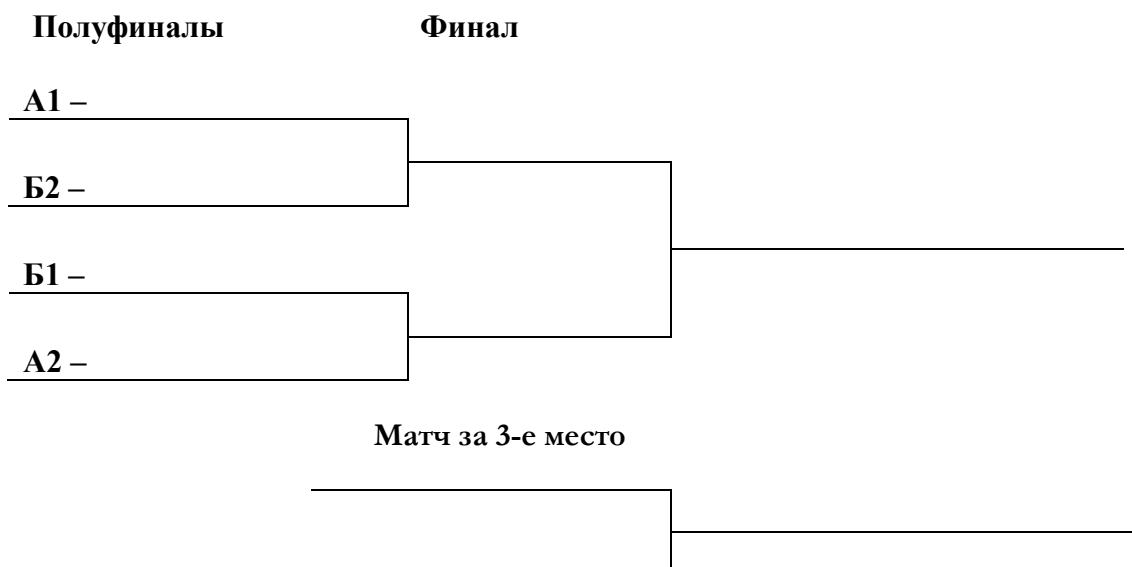 Полуфиналы Финал
А1 –
Б2 –
Б1 –
А2 –
Матч за 3-е место